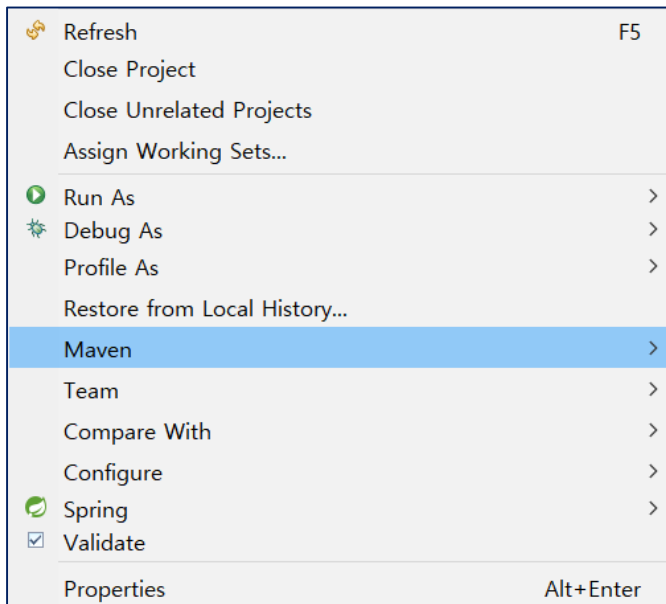 Refresh F5
Close Project
Close Unrelated Projects
Assign Working Sets...
Run As
Debug As
Profile As
Restore from Local History...
Maven
Team
Compare With
Configure
Spring
Validate
Properties Alt+Enter